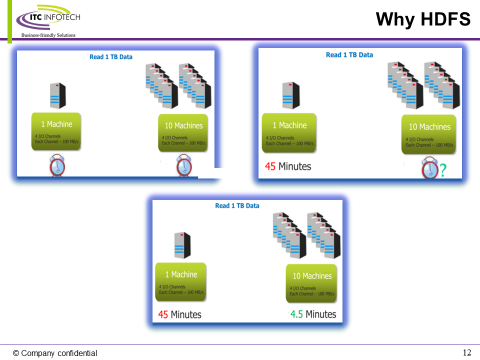 ITC INFOTECH
Business-friendly Solutions
Why HDFS
Read 1 TB Data
1 Machine
4 I/O Channels
Each Channel – 100 MB/s
10 Machines
4 I/O Channels
Each Channel – 100 MB/s
Read 1 TB Data
1 Machine
4 I/O Channels
Each Channel – 100 MB/s
10 Machines
4 I/O Channels
Each Channel – 100 MB/s
45 Minutes
?
Read 1 TB Data
1 Machine
4 I/O Channels
Each Channel – 100 MB/s
10 Machines
4 I/O Channels
Each Channel – 100 MB/s
45 Minutes
4.5 Minutes
© Company confidential
12